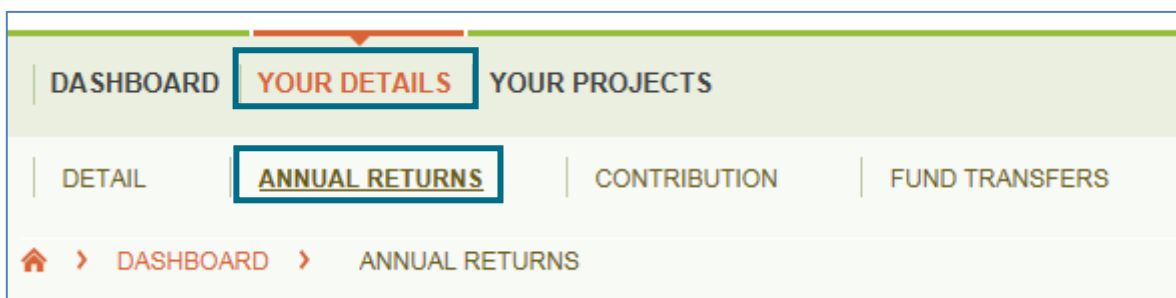 DASHBOARD YOUR DETAILS YOUR PROJECTS
DETAIL ANNUAL RETURNS CONTRIBUTION FUND TRANSFERS
DASHBOARD > ANNUAL RETURNS